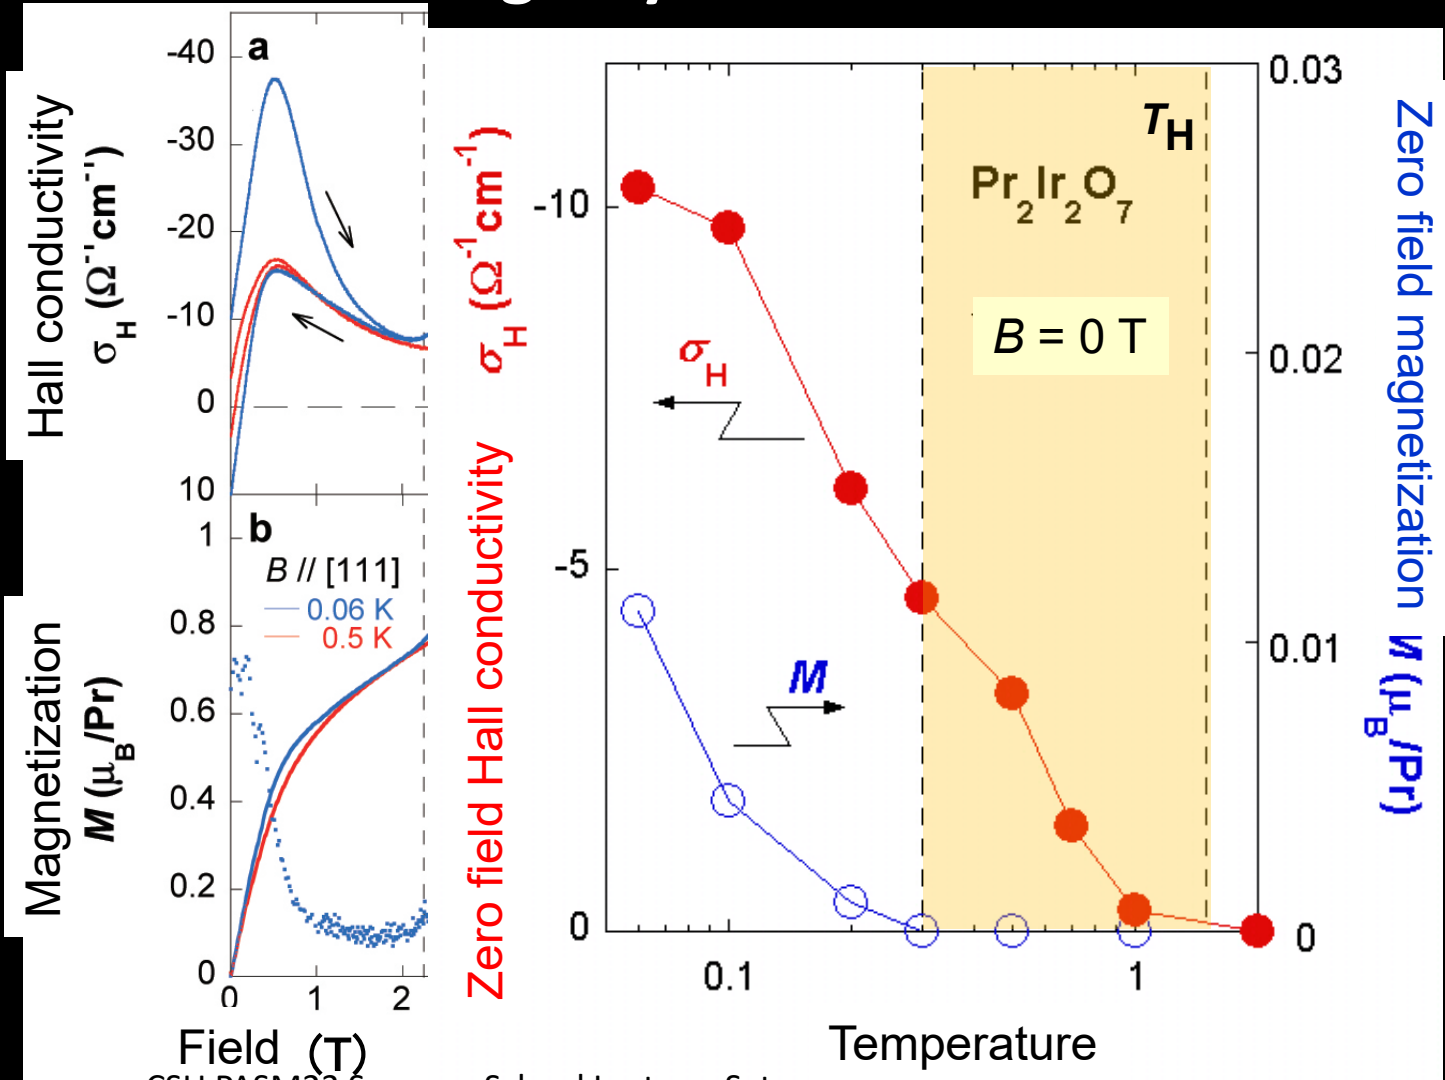 Hall conductivity
σH (Ω-1cm-1)
-40
-30
-20
-10
0
10
a
Magnetization
M (μB/Pr)
1
0.8
0.6
0.4
0.2
0
b
B // [111]
0.06 K
0.5 K
0 1 2
Field (T)
Zero field Hall conductivity σH (Ω-1cm-1)
-10
-5
0
σH
M
TH
Pr2Ir2O7
B = 0 T
0.03
0.02
0.01
0
0.1 1
Temperature
Zero field magnetization
(μB/Pr)